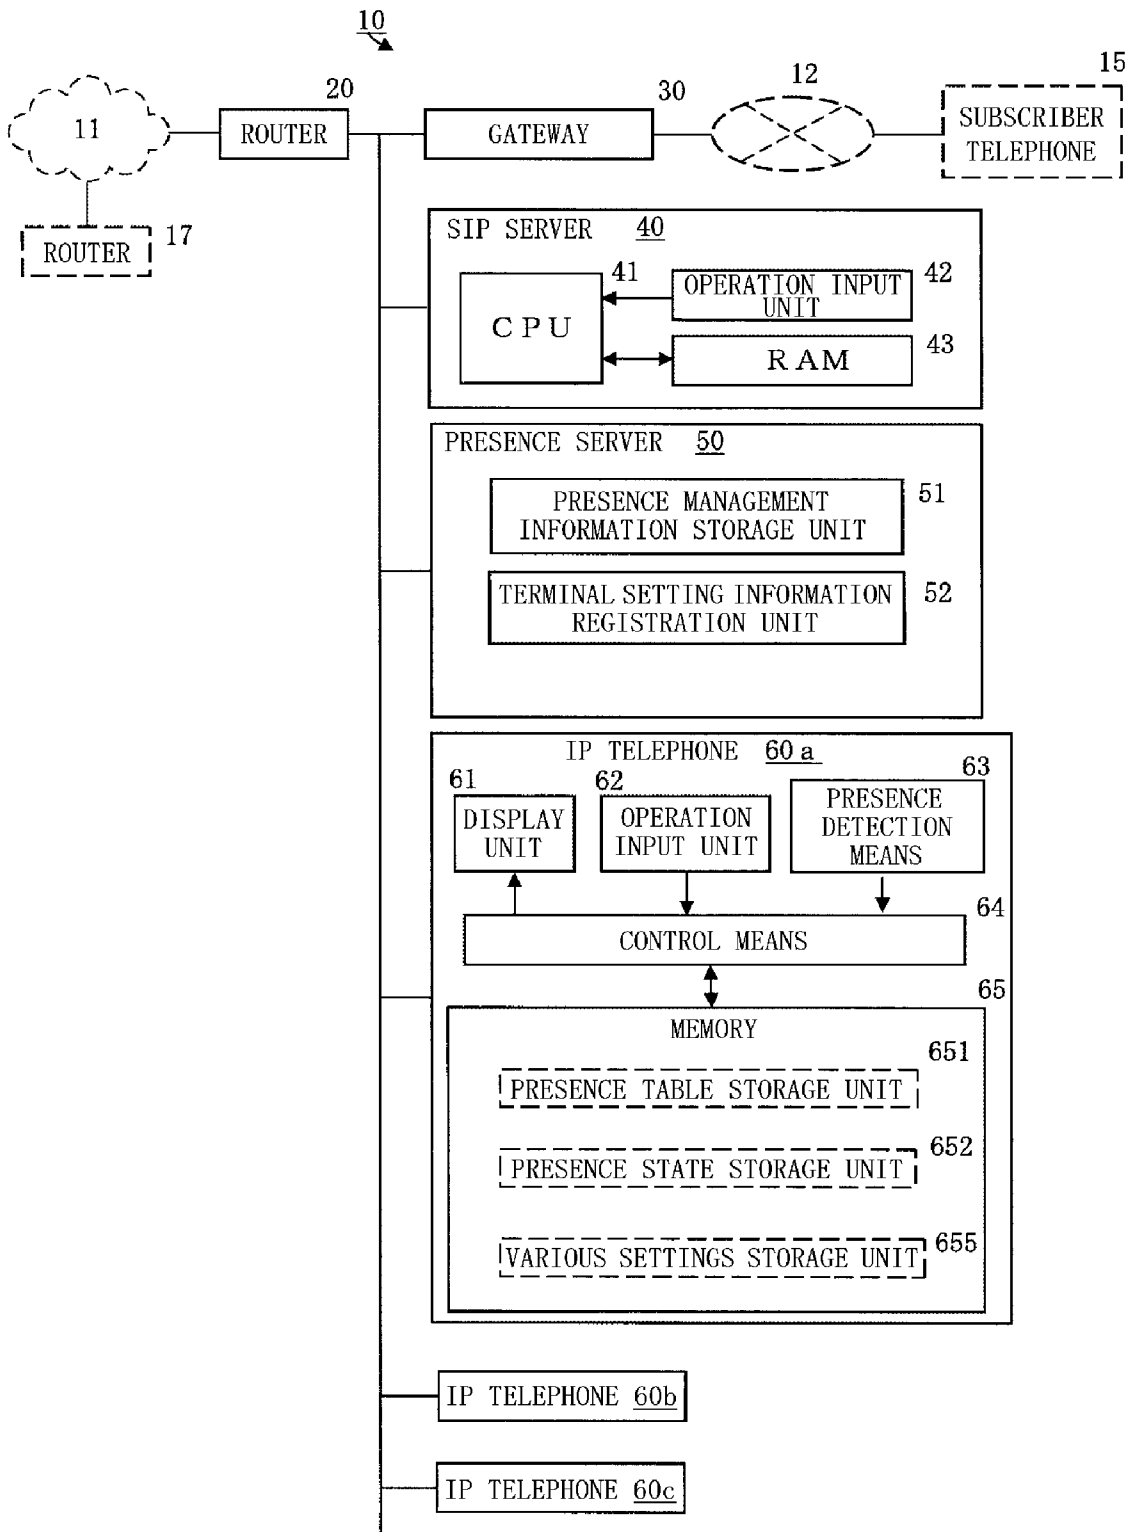 10
11
ROUTER
20
GATEWAY
30
12
15
SUBSCRIBER
TELEPHONE
ROUTER
17
SIP SERVER 40
CPU
41
OPERATION INPUT
UNIT
42
RAM
43
PRESENCE SERVER 50
PRESENCE MANAGEMENT
INFORMATION STORAGE UNIT
51
TERMINAL SETTING INFORMATION
REGISTRATION UNIT
52
IP TELEPHONE 60a
61
DISPLAY
UNIT
62
OPERATION
INPUT UNIT
63
PRESENCE
DETECTION
MEANS
64
CONTROL MEANS
65
MEMORY
651
PRESENCE TABLE STORAGE UNIT
652
PRESENCE STATE STORAGE UNIT
655
VARIOUS SETTINGS STORAGE UNIT
IP TELEPHONE 60b
IP TELEPHONE 60c